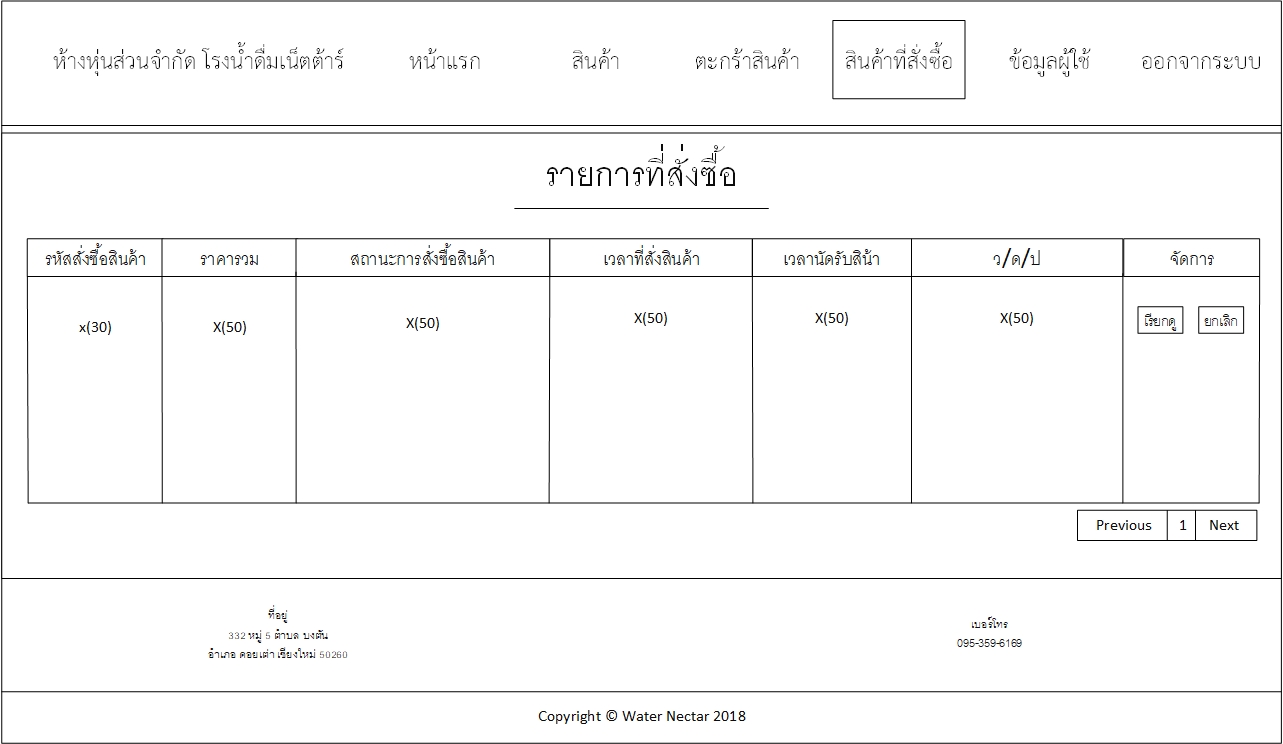 ห้างหุ่นส่วนจำกัด โรงน้ำดื่มเน็ตต้าร์ หน้าแรก สินค้า ตะกร้าสินค้า สินค้าที่สั่งซื้อ ข้อมูลผู้ใช้ ออกจากระบบ
รายการที่สั่งซื้อ
รหัสสั่งซื้อสินค้า ราคารวม สถานะการสั่งซื้อสินค้า เวลาที่สั่งสินค้า เวลานัดรับสิน้า ว/ด/ป จัดการ
x(30) X(50) X(50) X(50) X(50) X(50) เรียกดู ยกเลิก
Previous 1 Next
ที่อยู่
332 หมู่ 5 ตำบล บงตัน
อำเภอ ดอยเต่า เชียงใหม่ 50260
เบอร์โทร
095-359-6169
Copyright © Water Nectar 2018